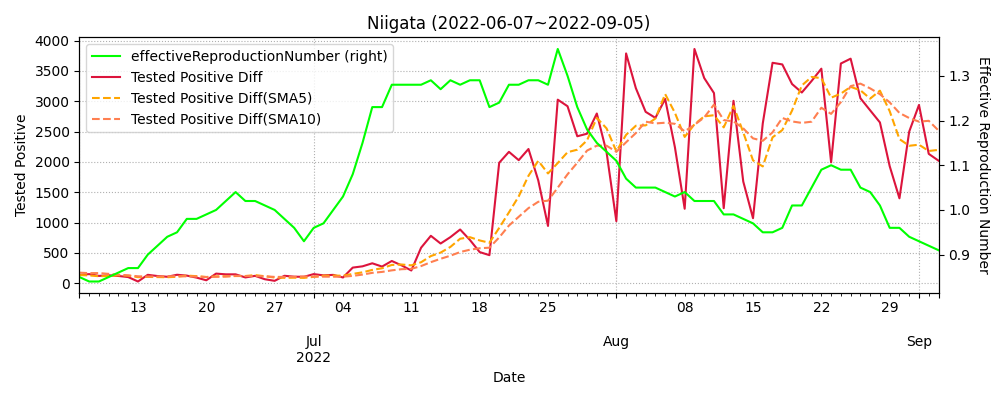 Niigata (2022-06-07~2022-09-05)
effectiveReproductionNumber (right)
Tested Positive Diff
Tested Positive Diff(SMA5)
Tested Positive Diff(SMA10)
Tested Positive
4000
3500
3000
2500
2000
1500
1000
500
0
Effective Reproduction Number
1.3
1.2
1.1
1.0
0.9
13 20 27 04 11 18 25 08 15 22 29
Jul Aug Sep
2022
Date